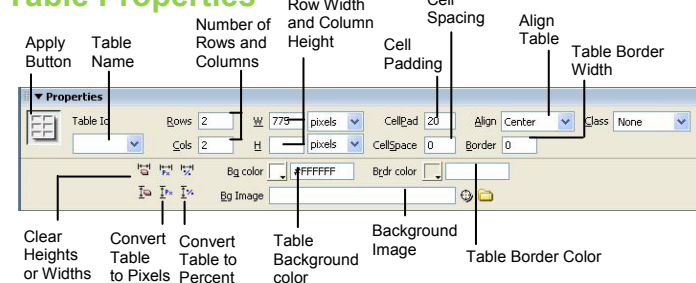 Table Properties
Apply
Button
Table
Name
Number of
Rows and
Columns
Row Width
and Column
Height
Cell
Padding
Cell
Spacing
Align
Table
Table Border
Width
Properties
Table Id Rows 2 W 775 pixels CellPad 20 Align Center Class None
Cols 2 H pixels CellSpace 0 Border 0
Bg color #FFFFFF Brdr color
Bg Image
Clear
Heights
or Widths
Convert
Table
to Pixels
Convert
Table to
Percent
Table
Background
color
Background
Image
Table Border Color